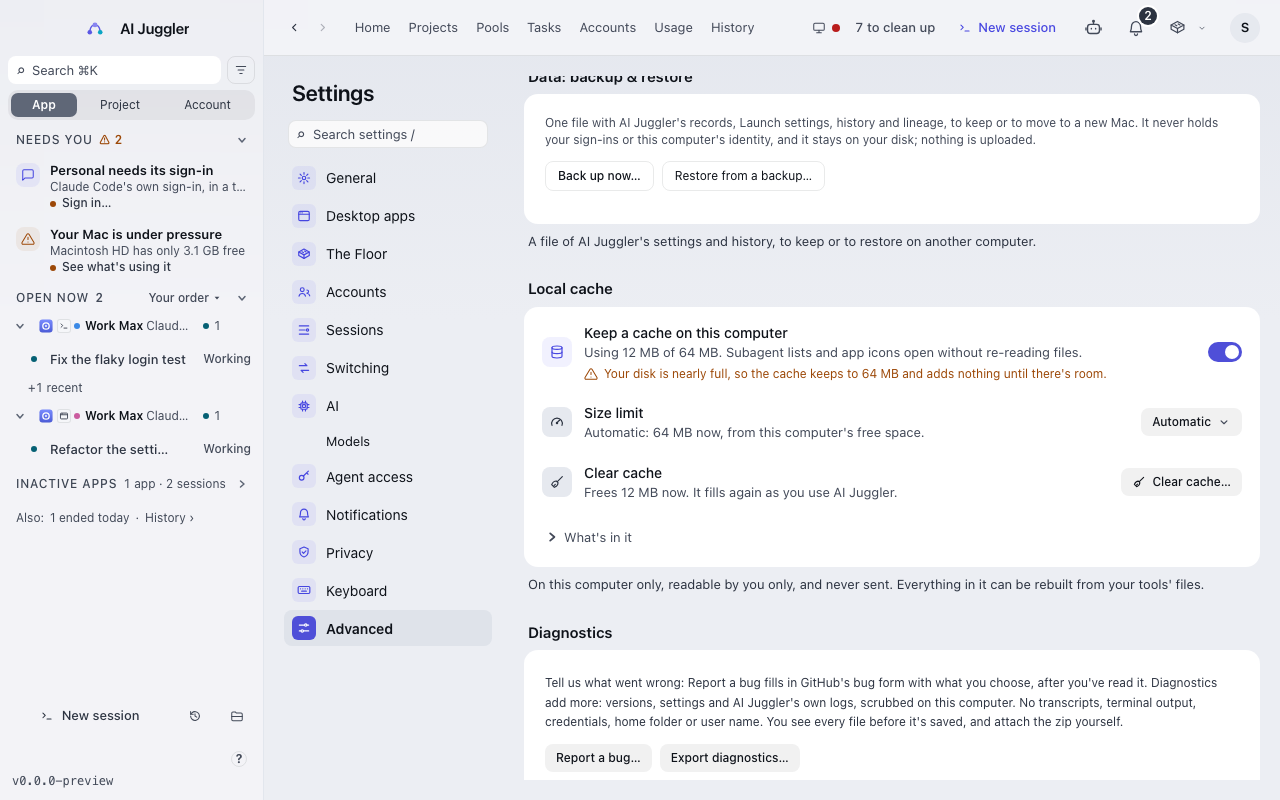 AI Juggler
Search ⌘K
App Project Account
NEEDS YOU 2
Personal needs its sign-in
Claude Code's own sign-in, in a t...
Sign in...
Your Mac is under pressure
Macintosh HD has only 3.1 GB free
See what's using it
OPEN NOW 2 Your order
Work Max Claud... 1
Fix the flaky login test Working
+1 recent
Work Max Claud... 1
Refactor the setti... Working
INACTIVE APPS 1 app · 2 sessions
Also: 1 ended today · History ›
New session
?
v0.0.0-preview
Home Projects Pools Tasks Accounts Usage History
7 to clean up New session 2 S
Settings
Search settings /
General
Desktop apps
The Floor
Accounts
Sessions
Switching
AI
Models
Agent access
Notifications
Privacy
Keyboard
Advanced
Data: backup & restore
One file with AI Juggler's records, Launch settings, history and lineage, to keep or to move to a new Mac. It never holds
your sign-ins or this computer's identity, and it stays on your disk; nothing is uploaded.
Back up now... Restore from a backup...
A file of AI Juggler's settings and history, to keep or to restore on another computer.
Local cache
Keep a cache on this computer
Using 12 MB of 64 MB. Subagent lists and app icons open without re-reading files.
Your disk is nearly full, so the cache keeps to 64 MB and adds nothing until there's room.
Size limit
Automatic: 64 MB now, from this computer's free space.
Automatic
Clear cache
Frees 12 MB now. It fills again as you use AI Juggler.
Clear cache...
What's in it
On this computer only, readable by you only, and never sent. Everything in it can be rebuilt from your tools' files.
Diagnostics
Tell us what went wrong: Report a bug fills in GitHub's bug form with what you choose, after you've read it. Diagnostics
add more: versions, settings and AI Juggler's own logs, scrubbed on this computer. No transcripts, terminal output,
credentials, home folder or user name. You see every file before it's saved, and attach the zip yourself.
Report a bug... Export diagnostics...